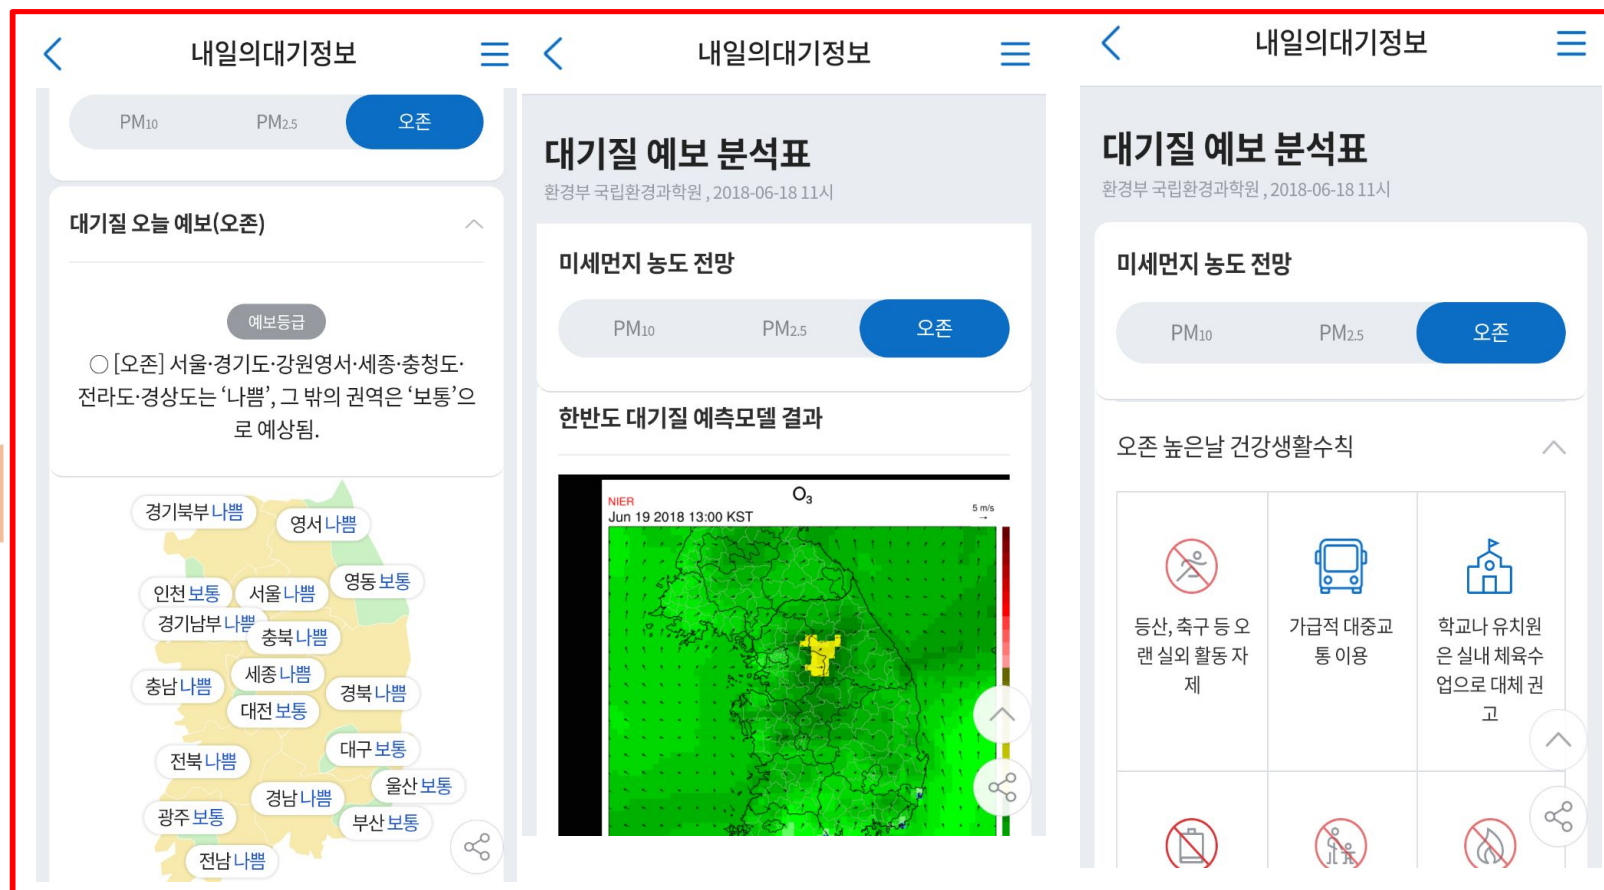 내일의대기정보
PM10 PM2.5 오존
대기질 오늘 예보(오존)
예보등급
○ [오존] 서울·경기도·강원영서·세종·충청도·
전라도·경상도는 ‘나쁨’, 그 밖의 권역은 ‘보통’으
로 예상됨.
경기북부 나쁨
영서 나쁨
영동 보통
인천 보통
서울 나쁨
경기남부 나쁨
충북 나쁨
세종 나쁨
충남 나쁨
경북 나쁨
대전 보통
대구 보통
전북 나쁨
울산 보통
경남 나쁨
광주 보통
부산 보통
전남 나쁨
내일의대기정보
대기질 예보 분석표
환경부 국립환경과학원 , 2018-06-18 11시
미세먼지 농도 전망
PM10 PM2.5 오존
한반도 대기질 예측모델 결과
NIER
O3
Jun 19 2018 13:00 KST
5 m/s
내일의대기정보
대기질 예보 분석표
환경부 국립환경과학원 , 2018-06-18 11시
미세먼지 농도 전망
PM10 PM2.5 오존
오존 높은날 건강생활수칙
등산, 축구 등 오
랜 실외 활동 자
제
가급적 대중교
통 이용
학교나 유치원
은 실내 체육수
업으로 대체 권
고